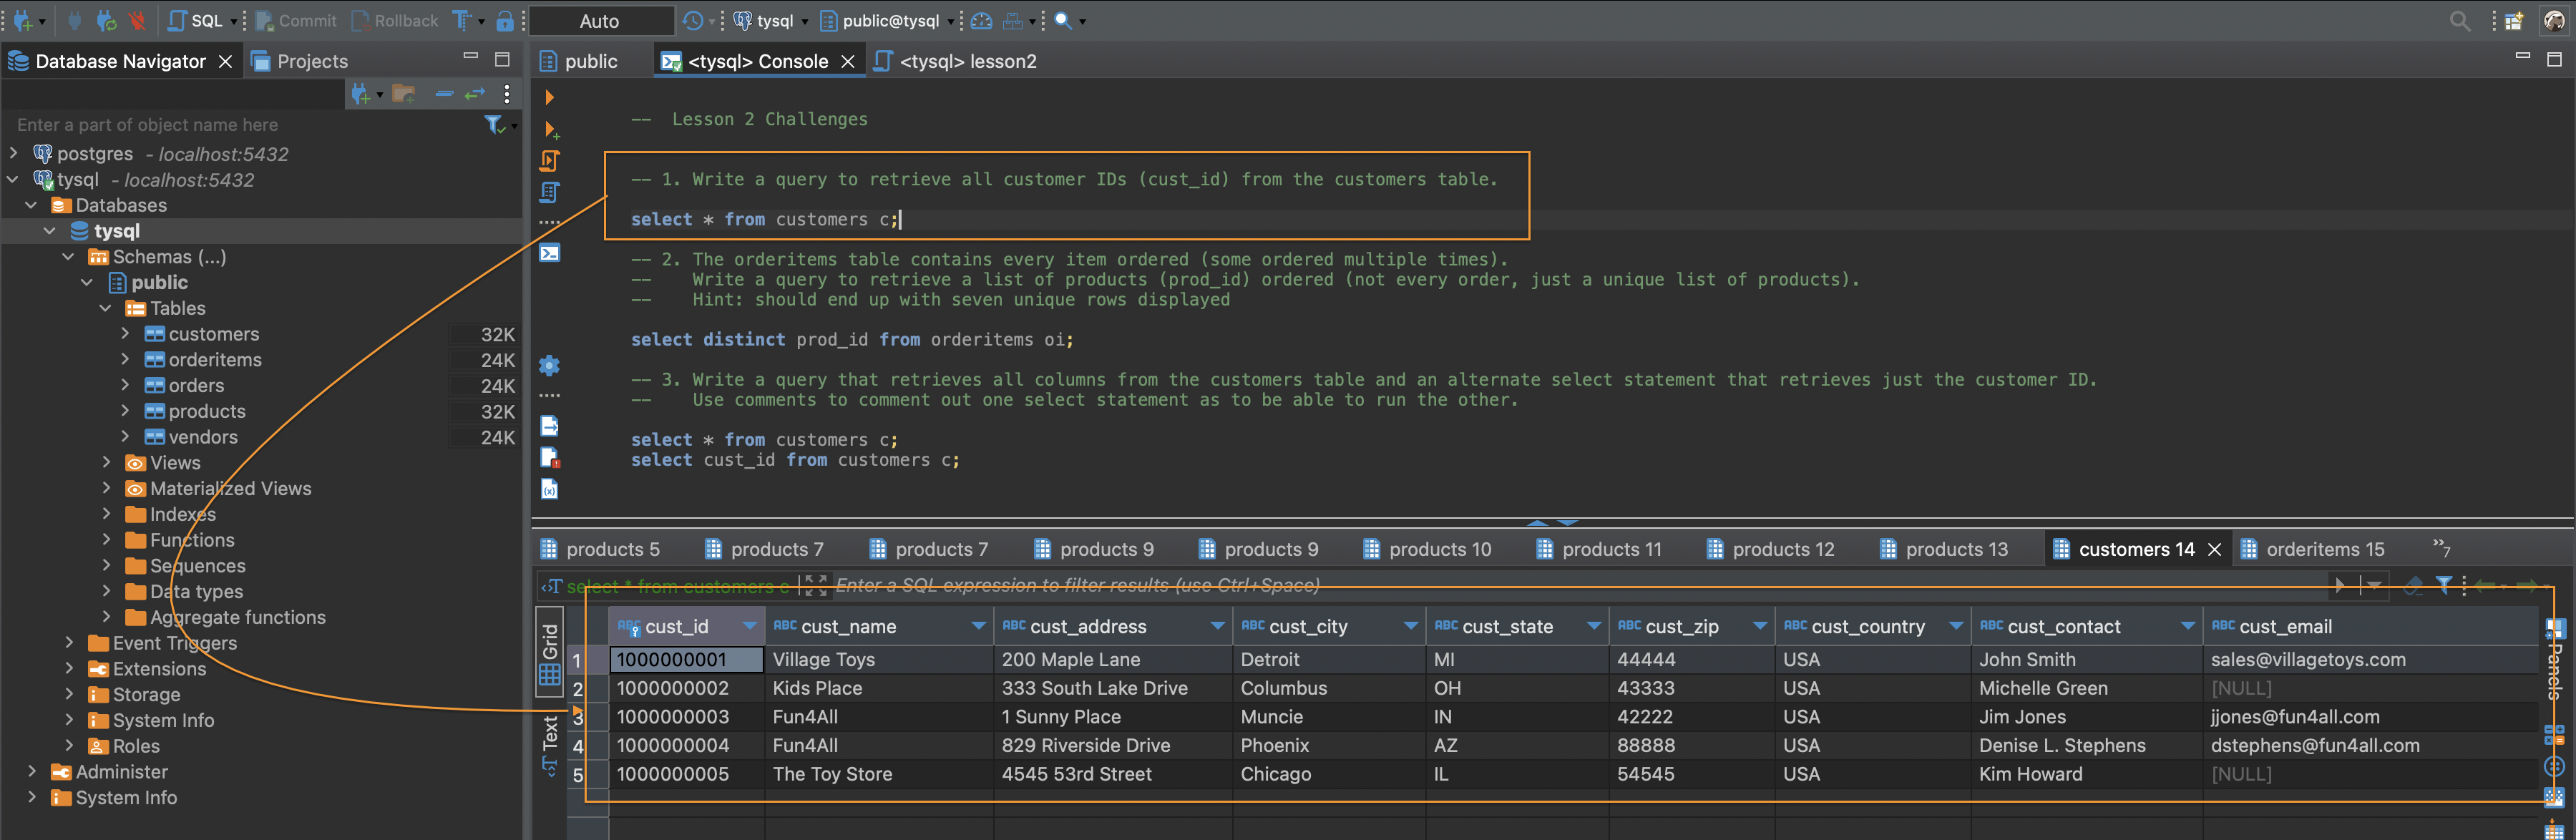 SQL
Commit
Rollback
Auto
tysql
public@tysql
Database Navigator
Projects
Enter a part of object name here
postgres - localhost:5432
tysql - localhost:5432
Databases
tysql
Schemas (...)
public
Tables
customers 32K
orderitems 24K
orders 24K
products 32K
vendors 24K
Views
Materialized Views
Indexes
Functions
Sequences
Data types
Aggregate functions
Event Triggers
Extensions
Storage
System Info
Roles
Administer
System Info
public
<tysql> Console
<tysql> lesson2
-- Lesson 2 Challenges
-- 1. Write a query to retrieve all customer IDs (cust_id) from the customers table.
select * from customers c;
-- 2. The orderitems table contains every item ordered (some ordered multiple times).
-- Write a query to retrieve a list of products (prod_id) ordered (not every order, just a unique list of products).
-- Hint: should end up with seven unique rows displayed
select distinct prod_id from orderitems oi;
-- 3. Write a query that retrieves all columns from the customers table and an alternate select statement that retrieves just the customer ID.
-- Use comments to comment out one select statement as to be able to run the other.
select * from customers c;
select cust_id from customers c;
products 5
products 7
products 7
products 9
products 9
products 10
products 11
products 12
products 13
customers 14
orderitems 15
»7
select * from customers c
Enter a SQL expression to filter results (use Ctrl+Space)
Grid
Text
Panels
ABC cust_id ABC cust_name ABC cust_address ABC cust_city ABC cust_state ABC cust_zip ABC cust_country ABC cust_contact ABC cust_email
1 1000000001 Village Toys 200 Maple Lane Detroit MI 44444 USA John Smith sales@villagetoys.com
2 1000000002 Kids Place 333 South Lake Drive Columbus OH 43333 USA Michelle Green [NULL]
3 1000000003 Fun4All 1 Sunny Place Muncie IN 42222 USA Jim Jones jjones@fun4all.com
4 1000000004 Fun4All 829 Riverside Drive Phoenix AZ 88888 USA Denise L. Stephens dstephens@fun4all.com
5 1000000005 The Toy Store 4545 53rd Street Chicago IL 54545 USA Kim Howard [NULL]